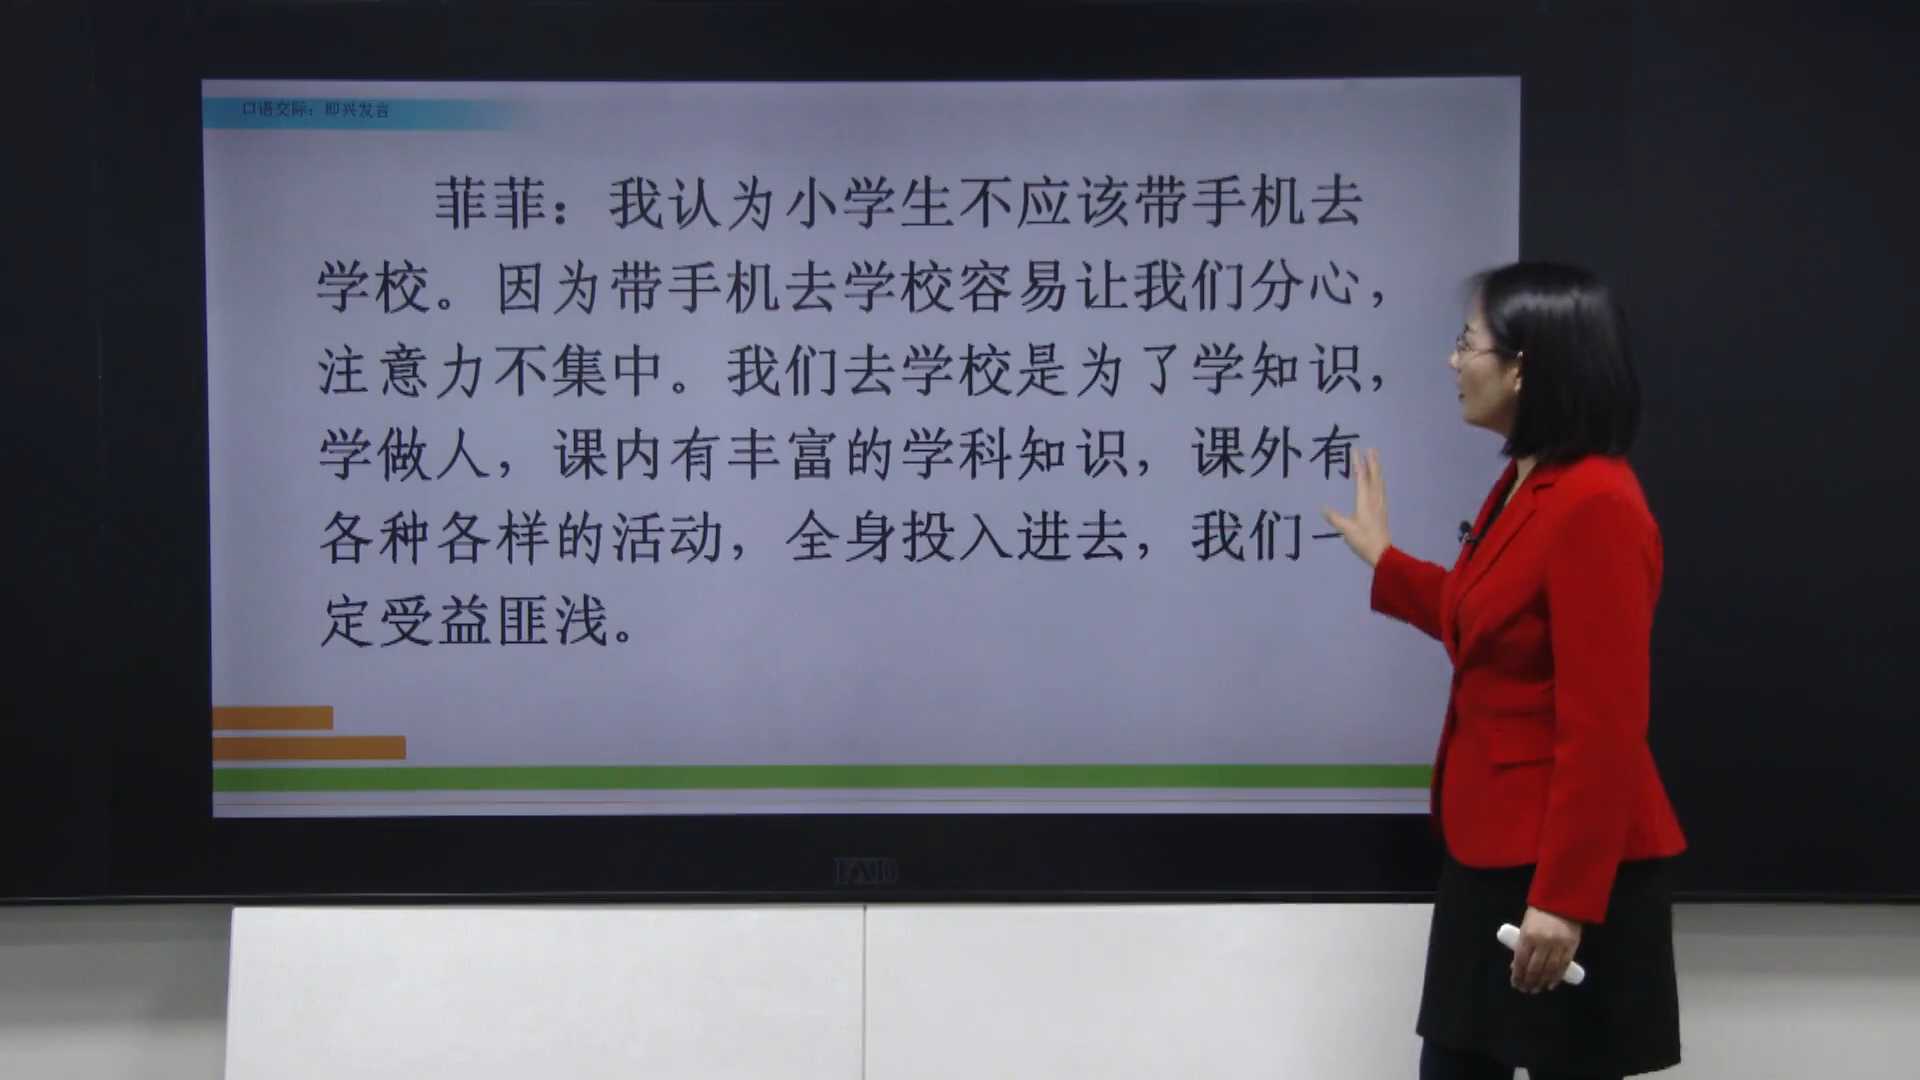 口语交际：即兴发言
菲菲：我认为小学生不应该带手机去
学校。因为带手机去学校容易让我们分心，
注意力不集中。我们去学校是为了学知识，
学做人，课内有丰富的学科知识，课外有
各种各样的活动，全身投入进去，我们一
定受益匪浅。